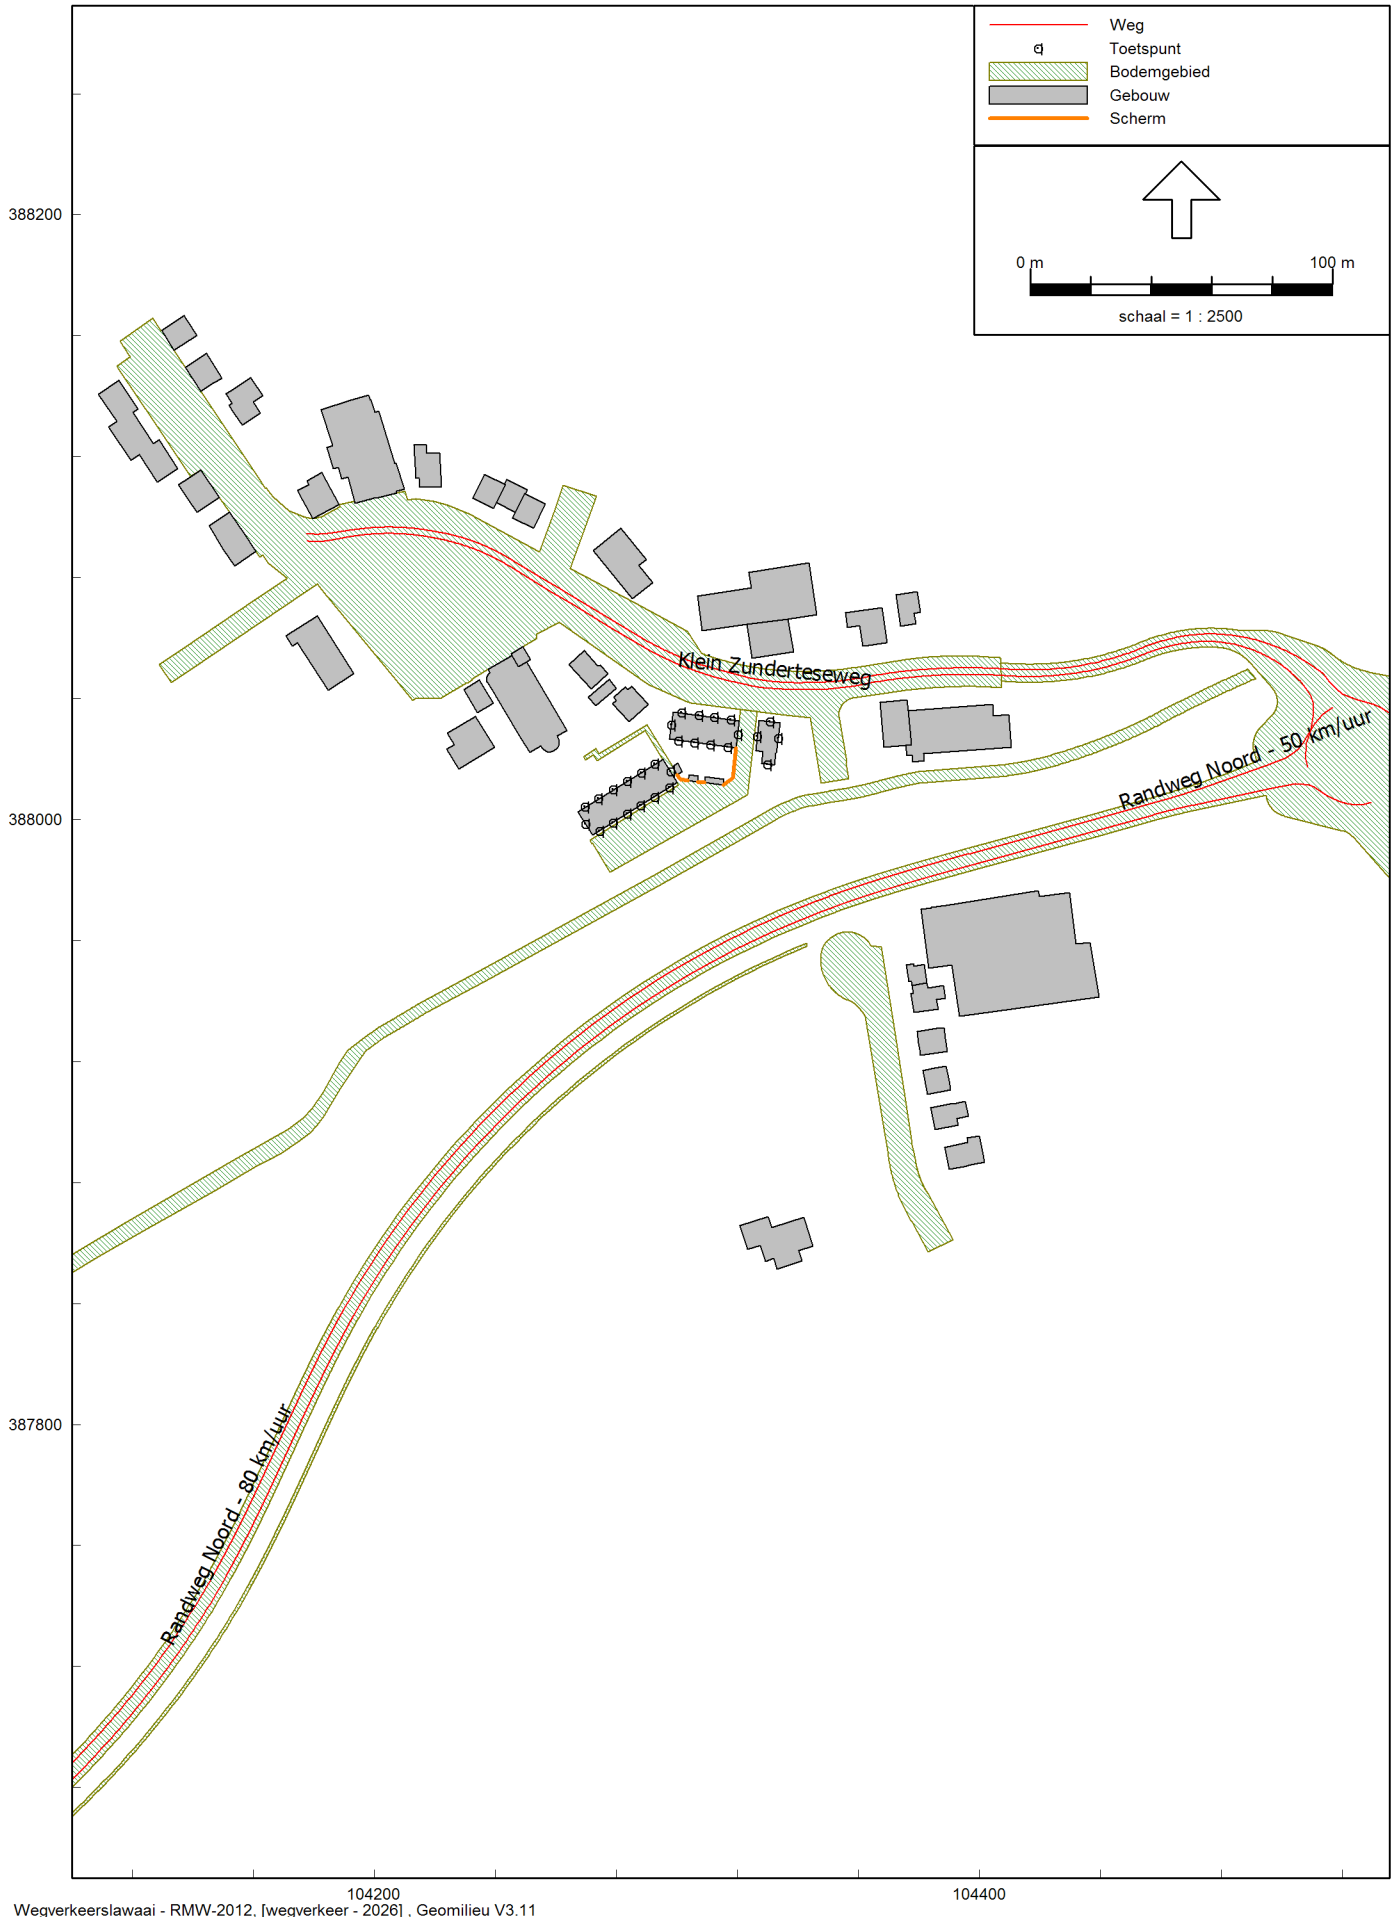 Weg
Toetspunt
Bodemgebied
Gebouw
Scherm
388200
0 m
100 m
schaal = 1 : 2500
Klein Zunderteseweg
Randweg Noord - 50 km/uur
388000
387800
Randweg Noord - 80 km/uur
104200
104400
Wegverkeerslawaai - RMW-2012, [wegverkeer - 2026] , Geomilieu V3.11